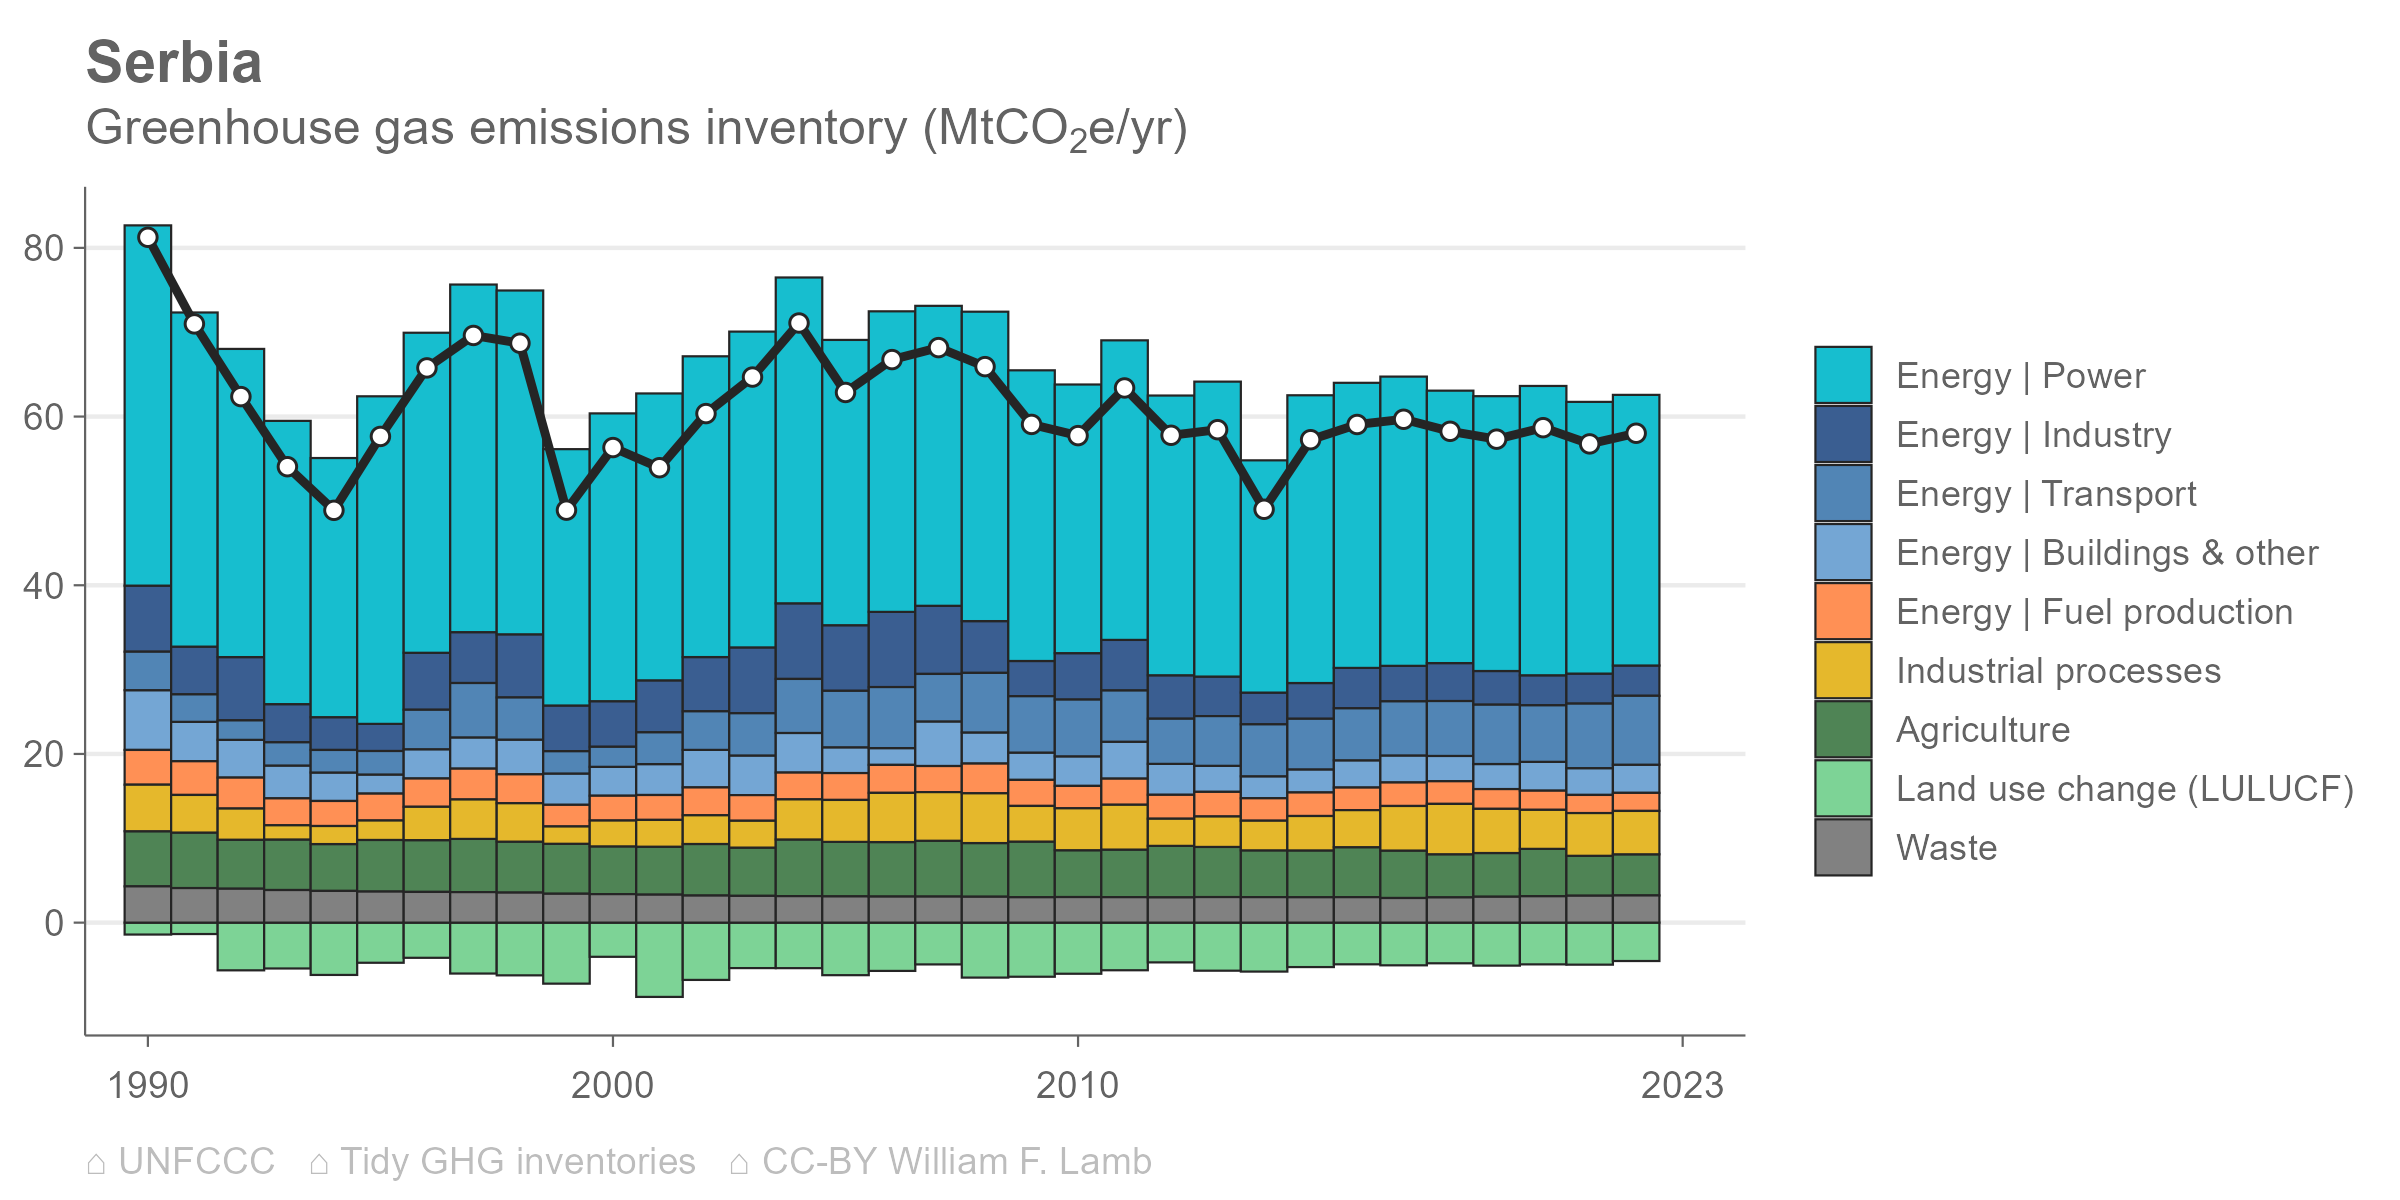 Serbia
Greenhouse gas emissions inventory (MtCO₂e/yr)
80
60
40
20
0
1990 2000 2010 2023
Energy | Power
Energy | Industry
Energy | Transport
Energy | Buildings & other
Energy | Fuel production
Industrial processes
Agriculture
Land use change (LULUCF)
Waste
⌂ UNFCCC ⌂ Tidy GHG inventories ⌂ CC-BY William F. Lamb